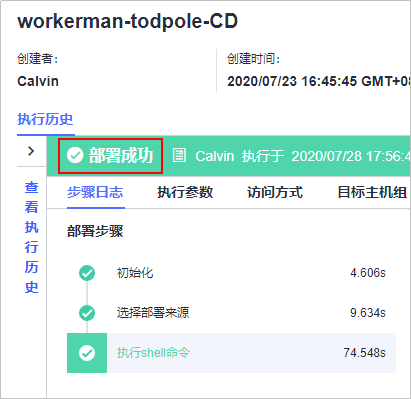 workerman-todpole-CD
创建者： 创建时间：
Calvin 2020/07/23 16:45:45 GMT+08
执行历史
部署成功 Calvin 执行于 2020/07/28 17:56:4
查看执行历史
步骤日志 执行参数 访问方式 目标主机组
部署步骤
初始化 4.606s
选择部署来源 9.634s
执行shell命令 74.548s